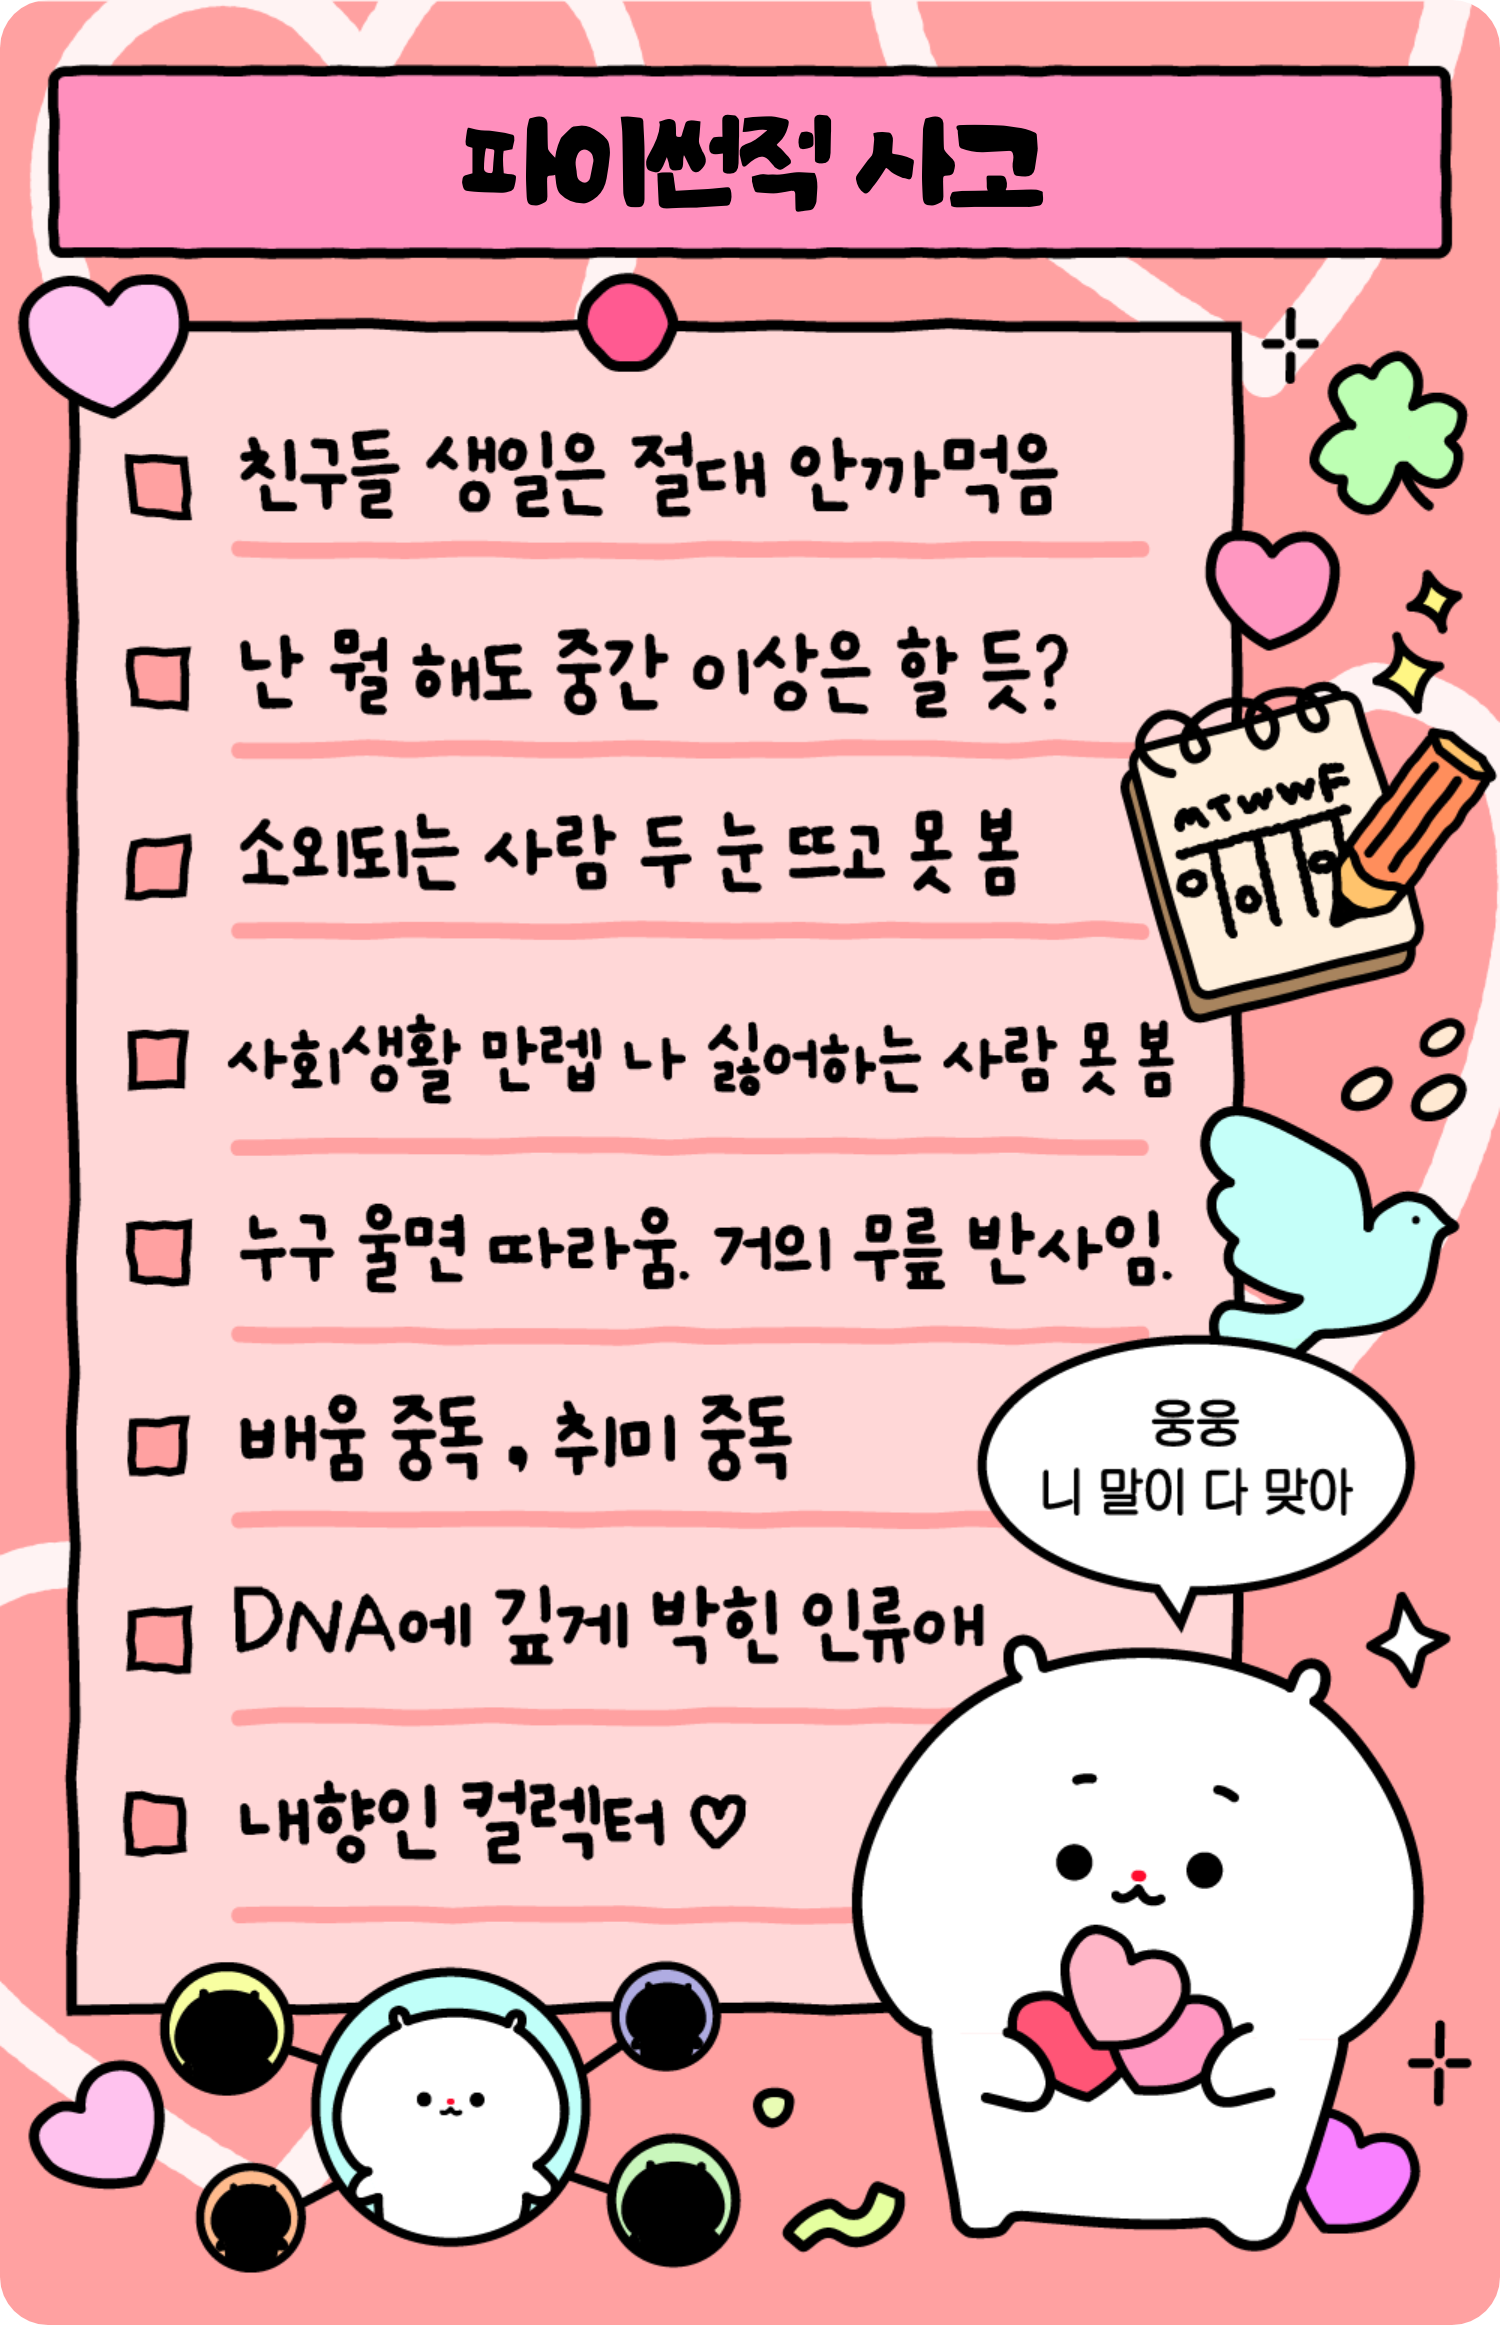 파이썬적 사고
친구들 생일은 절대 안까먹음
난 뭘 해도 중간 이상은 할 듯?
MTWWF
소외되는 사람 두 눈 뜨고 못 봄
사회생활 만렙 나 싫어하는 사람 못 봄
누구 울면 따라움. 거의 무릎 반사임.
배움 중독, 취미 중독
웅웅
니 말이 다 맞아
DNA에 깊게 박힌 인류애
내향인 컬렉터 ♡